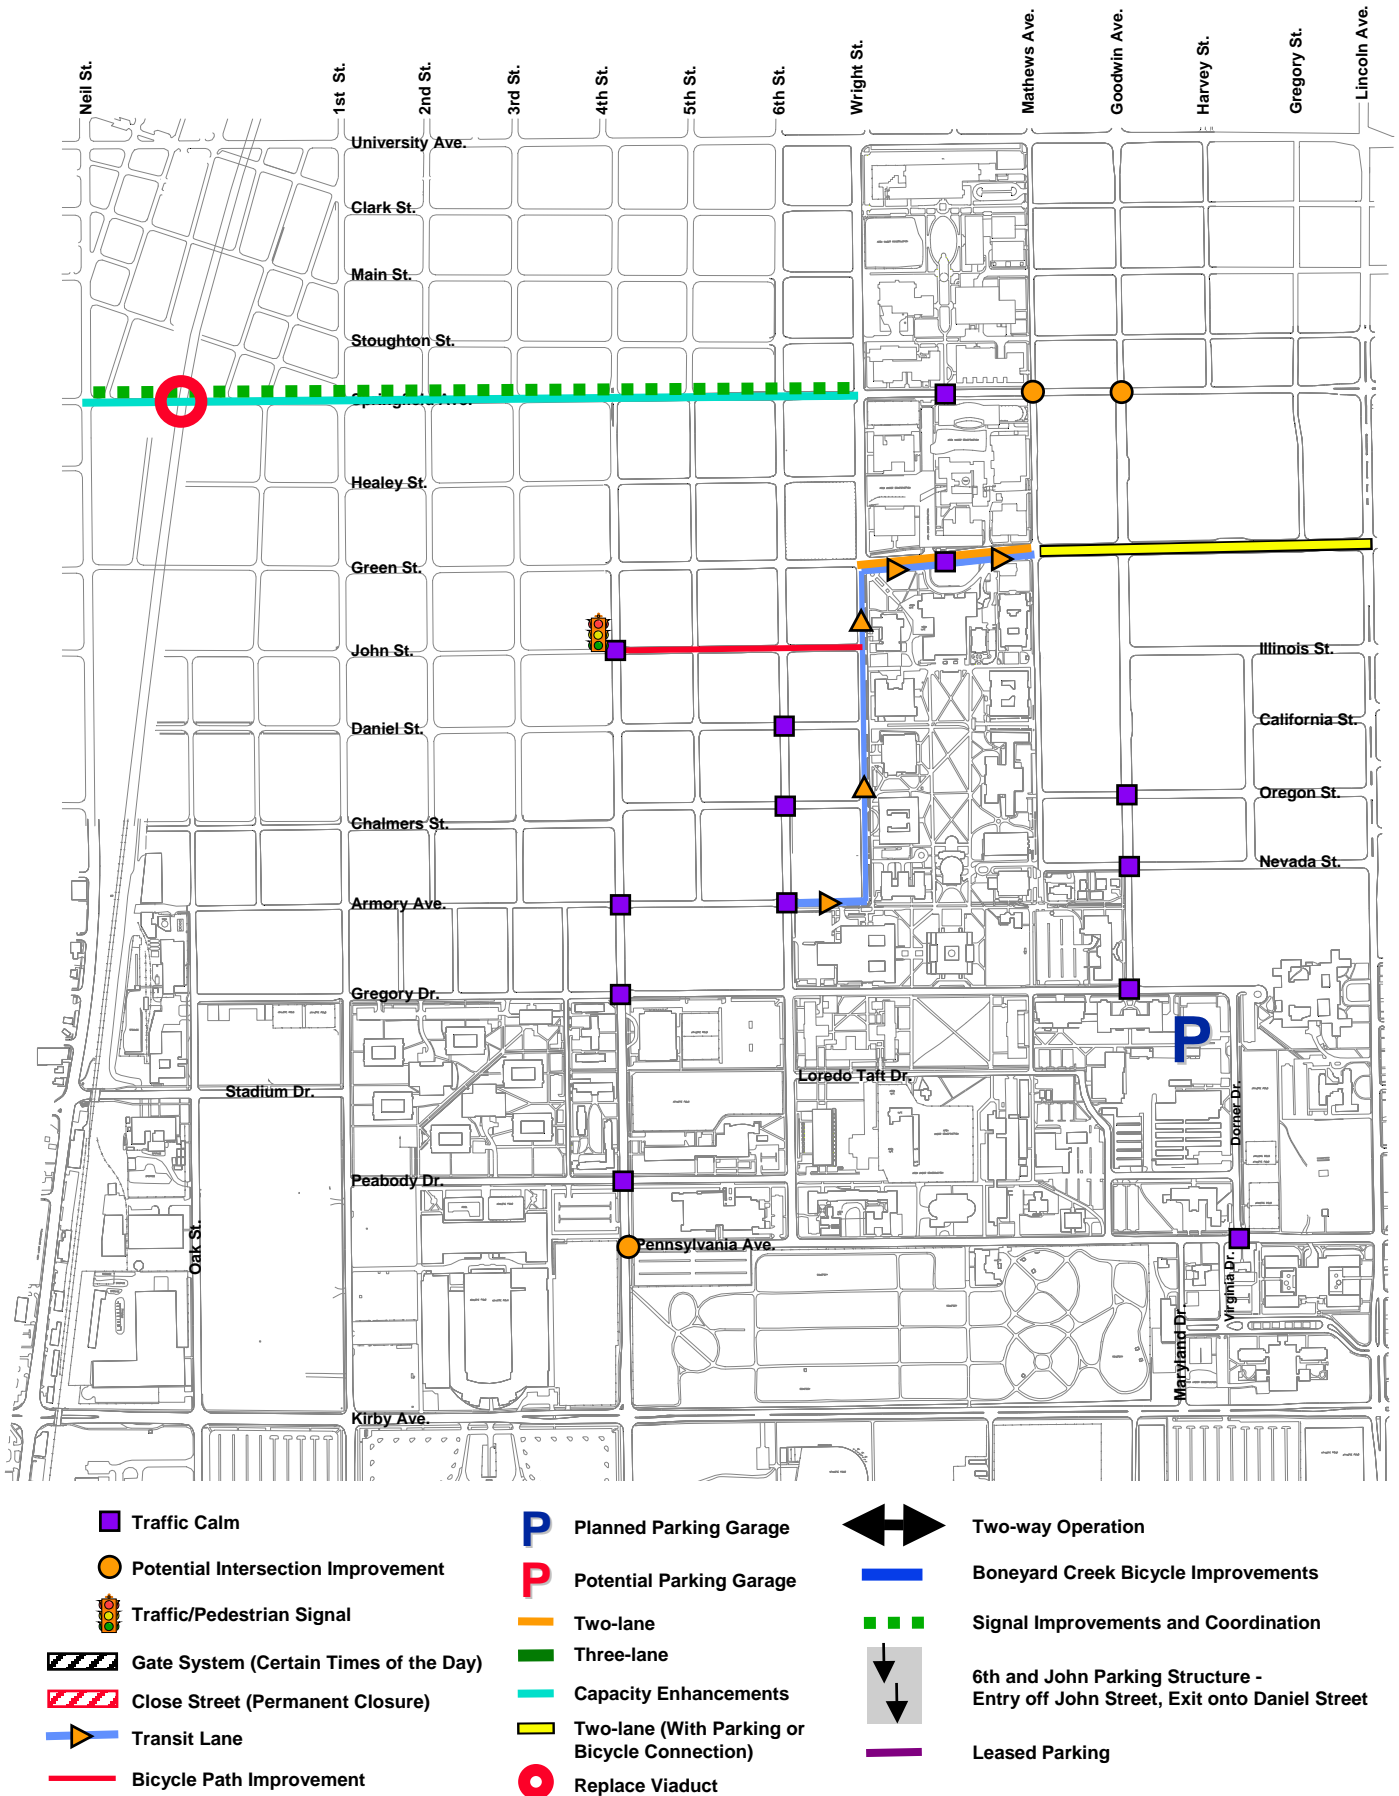 Neil St.
1st St.
2nd St.
3rd St.
4th St.
5th St.
6th St.
Wright St.
Mathews Ave.
Goodwin Ave.
Harvey St.
Gregory St.
Lincoln Ave.
University Ave.
Clark St.
Main St.
Stoughton St.
Springfield Ave.
Healey St.
Green St.
John St.
Illinois St.
Daniel St.
California St.
Oregon St.
Chalmers St.
Nevada St.
Armory Ave.
Gregory Dr.
P
Loredo Taft Dr.
Stadium Dr.
Dorner Dr.
Peabody Dr.
Oak St.
Pennsylvania Ave.
Virginia Dr.
Maryland Dr.
Kirby Ave.
Traffic Calm
Potential Intersection Improvement
Traffic/Pedestrian Signal
Gate System (Certain Times of the Day)
Close Street (Permanent Closure)
Transit Lane
Bicycle Path Improvement
P Planned Parking Garage
P Potential Parking Garage
Two-lane
Three-lane
Capacity Enhancements
Two-lane (With Parking or
Bicycle Connection)
Replace Viaduct
Two-way Operation
Boneyard Creek Bicycle Improvements
Signal Improvements and Coordination
6th and John Parking Structure -
Entry off John Street, Exit onto Daniel Street
Leased Parking